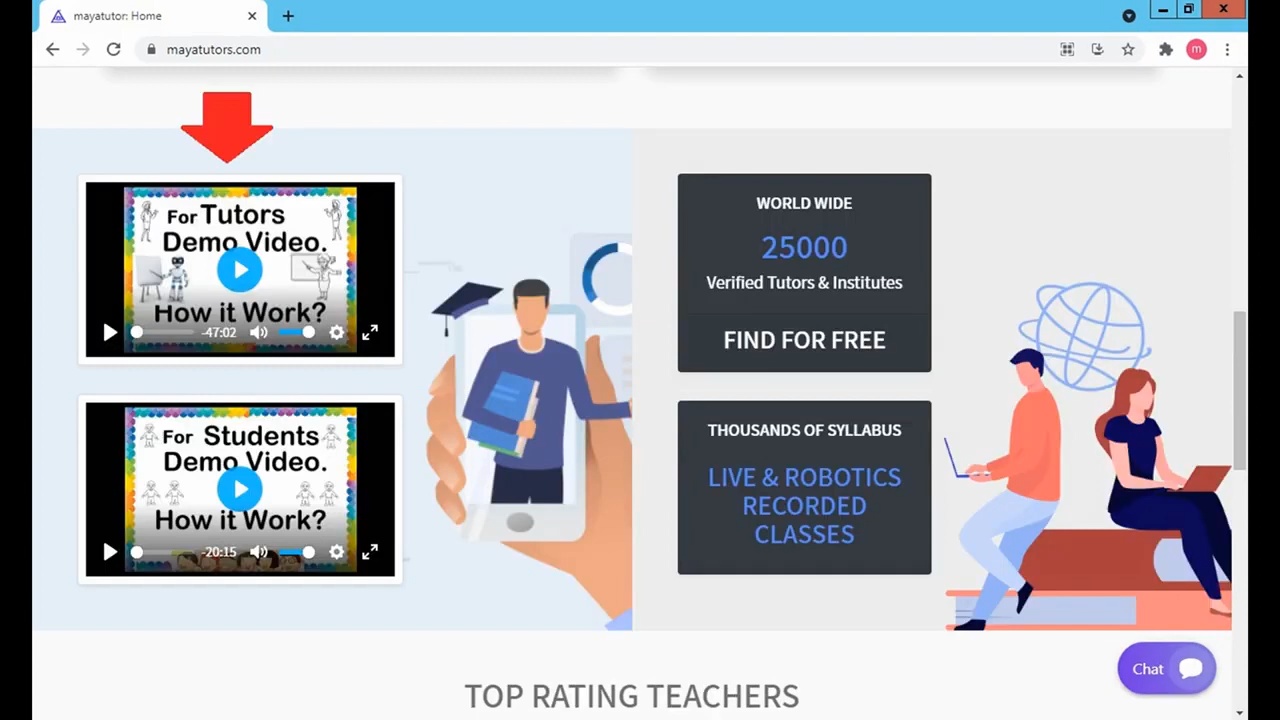 mayatutor: Home
mayatutors.com
m
For Tutors
Demo Video.
How it Work?
-47:02
For Students
Demo Video.
How it Work?
-20:15
WORLD WIDE
25000
Verified Tutors & Institutes
FIND FOR FREE
THOUSANDS OF SYLLABUS
LIVE & ROBOTICS
RECORDED
CLASSES
Chat
TOP RATING TEACHERS